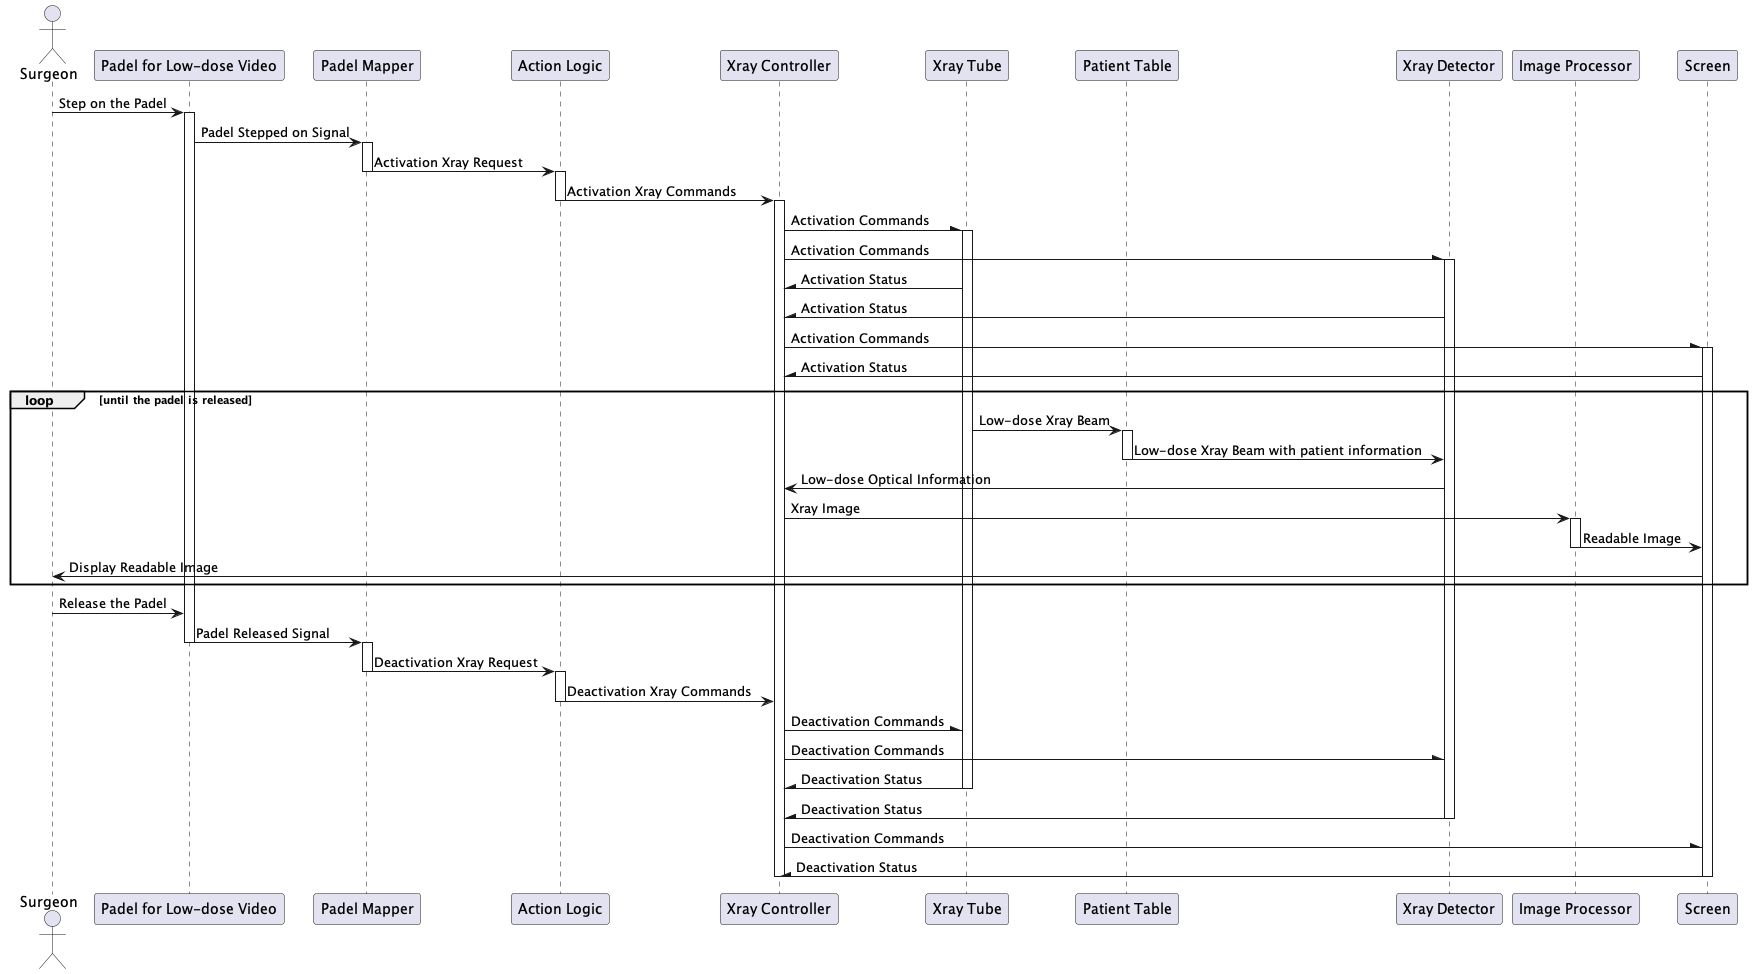 Surgeon
Padel for Low-dose Video
Padel Mapper
Action Logic
Xray Controller
Xray Tube
Patient Table
Xray Detector
Image Processor
Screen
Step on the Padel
Padel Stepped on Signal
Activation Xray Request
Activation Xray Commands
Activation Commands
Activation Commands
Activation Status
Activation Status
Activation Commands
Activation Status
loop
[until the padel is released]
Low-dose Xray Beam
Low-dose Xray Beam with patient information
Low-dose Optical Information
Xray Image
Readable Image
Display Readable Image
Release the Padel
Padel Released Signal
Deactivation Xray Request
Deactivation Xray Commands
Deactivation Commands
Deactivation Commands
Deactivation Status
Deactivation Status
Deactivation Commands
Deactivation Status
Surgeon
Padel for Low-dose Video
Padel Mapper
Action Logic
Xray Controller
Xray Tube
Patient Table
Xray Detector
Image Processor
Screen